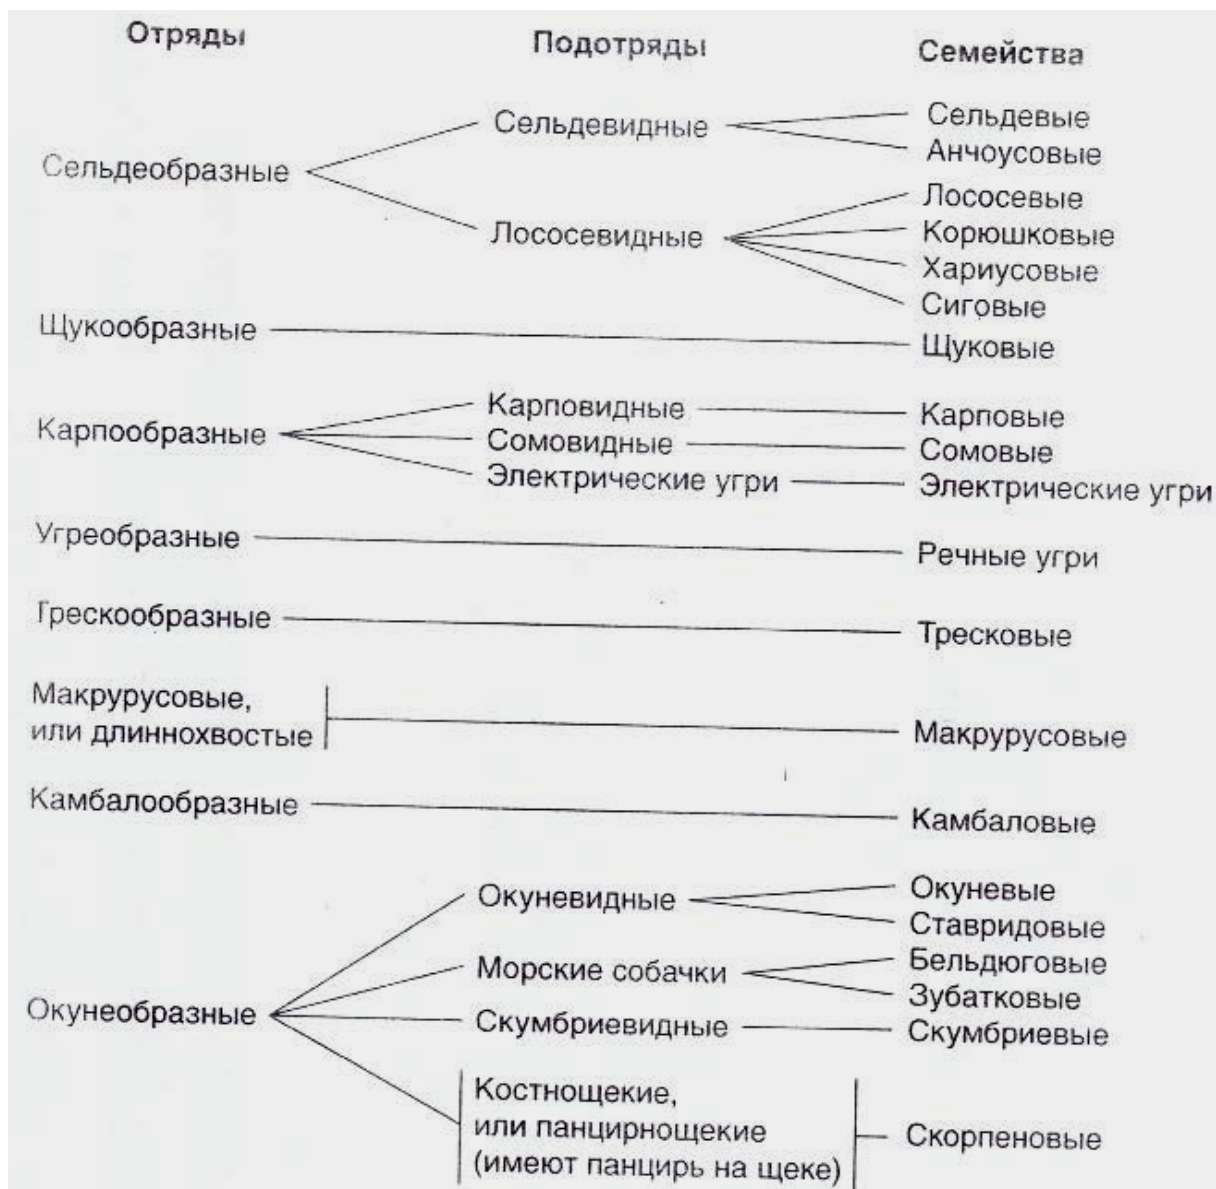 Отряды Подотряды Семейства
Сельдеобразные Сельдевидные Сельдевые
Анчоусовые
Лососевидные Лососевые
Корюшковые
Хариусовые
Сиговые
Щукообразные Щуковые
Карпообразные Карповидные Карповые
Сомовидные Сомовые
Электрические угри Электрические угри
Угреобразные Речные угри
Трескообразные Тресковые
Макрурусовые,
или длиннохвостые Макрурусовые
Камбалообразные Камбаловые
Окунеобразные Окуневидные Окуневые
Ставридовые
Морские собачки Бельдюговые
Зубатковые
Скумбриевидные Скумбриевые
Костнощекие,
или панцирнощекие
(имеют панцирь на щеке) Скорпеновые